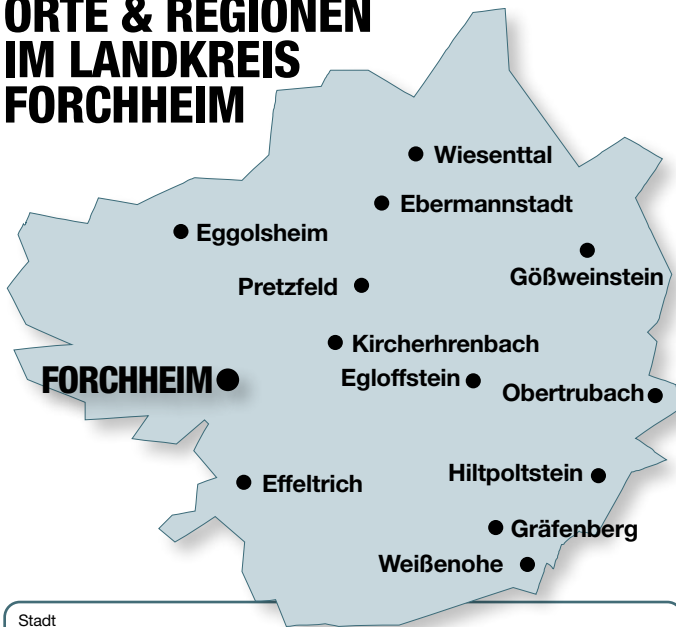 ORTE & REGIONEN
IM LANDKREIS
FORCHHEIM
Wiesenttal
Ebermannstadt
Eggolsheim
Gößweinstein
Pretzfeld
Kircherhrenbach
FORCHHEIM
Egloffstein
Obertrubach
Hiltpoltstein
Effeltrich
Gräfenberg
Weißenohe
Stadt